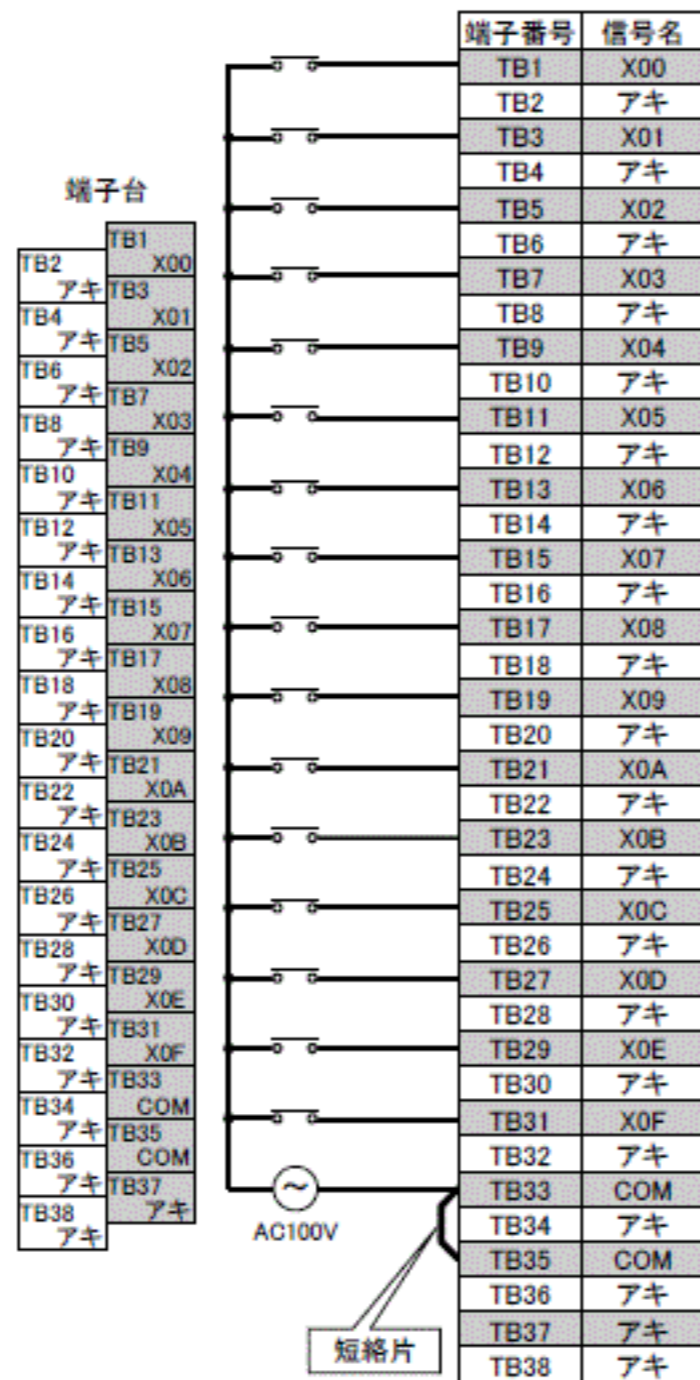 端子台
TB1
X00
TB2
アキ
TB3
X01
TB4
アキ
TB5
X02
TB6
アキ
TB7
X03
TB8
アキ
TB9
X04
TB10
アキ
TB11
X05
TB12
アキ
TB13
X06
TB14
アキ
TB15
X07
TB16
アキ
TB17
X08
TB18
アキ
TB19
X09
TB20
アキ
TB21
X0A
TB22
アキ
TB23
X0B
TB24
アキ
TB25
X0C
TB26
アキ
TB27
X0D
TB28
アキ
TB29
X0E
TB30
アキ
TB31
X0F
TB32
アキ
TB33
COM
TB34
アキ
TB35
COM
TB36
アキ
TB37
アキ
TB38
アキ
~
AC100V
短絡片
端子番号 信号名
TB1 X00
TB2 アキ
TB3 X01
TB4 アキ
TB5 X02
TB6 アキ
TB7 X03
TB8 アキ
TB9 X04
TB10 アキ
TB11 X05
TB12 アキ
TB13 X06
TB14 アキ
TB15 X07
TB16 アキ
TB17 X08
TB18 アキ
TB19 X09
TB20 アキ
TB21 X0A
TB22 アキ
TB23 X0B
TB24 アキ
TB25 X0C
TB26 アキ
TB27 X0D
TB28 アキ
TB29 X0E
TB30 アキ
TB31 X0F
TB32 アキ
TB33 COM
TB34 アキ
TB35 COM
TB36 アキ
TB37 アキ
TB38 アキ